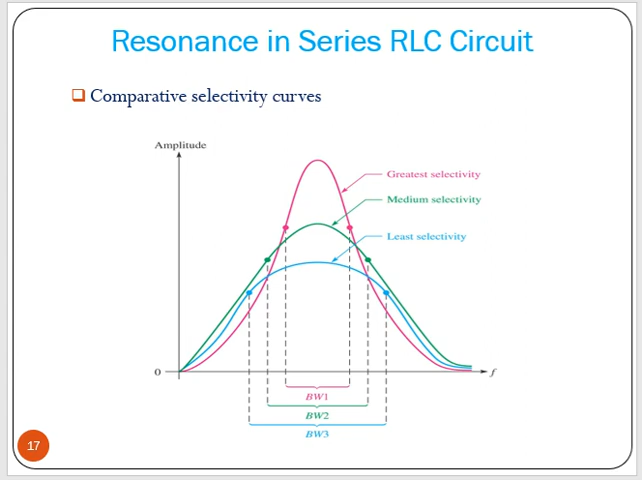 Resonance in Series RLC Circuit
Comparative selectivity curves
Amplitude
Greatest selectivity
Medium selectivity
Least selectivity
0
f
BW1
BW2
BW3
17